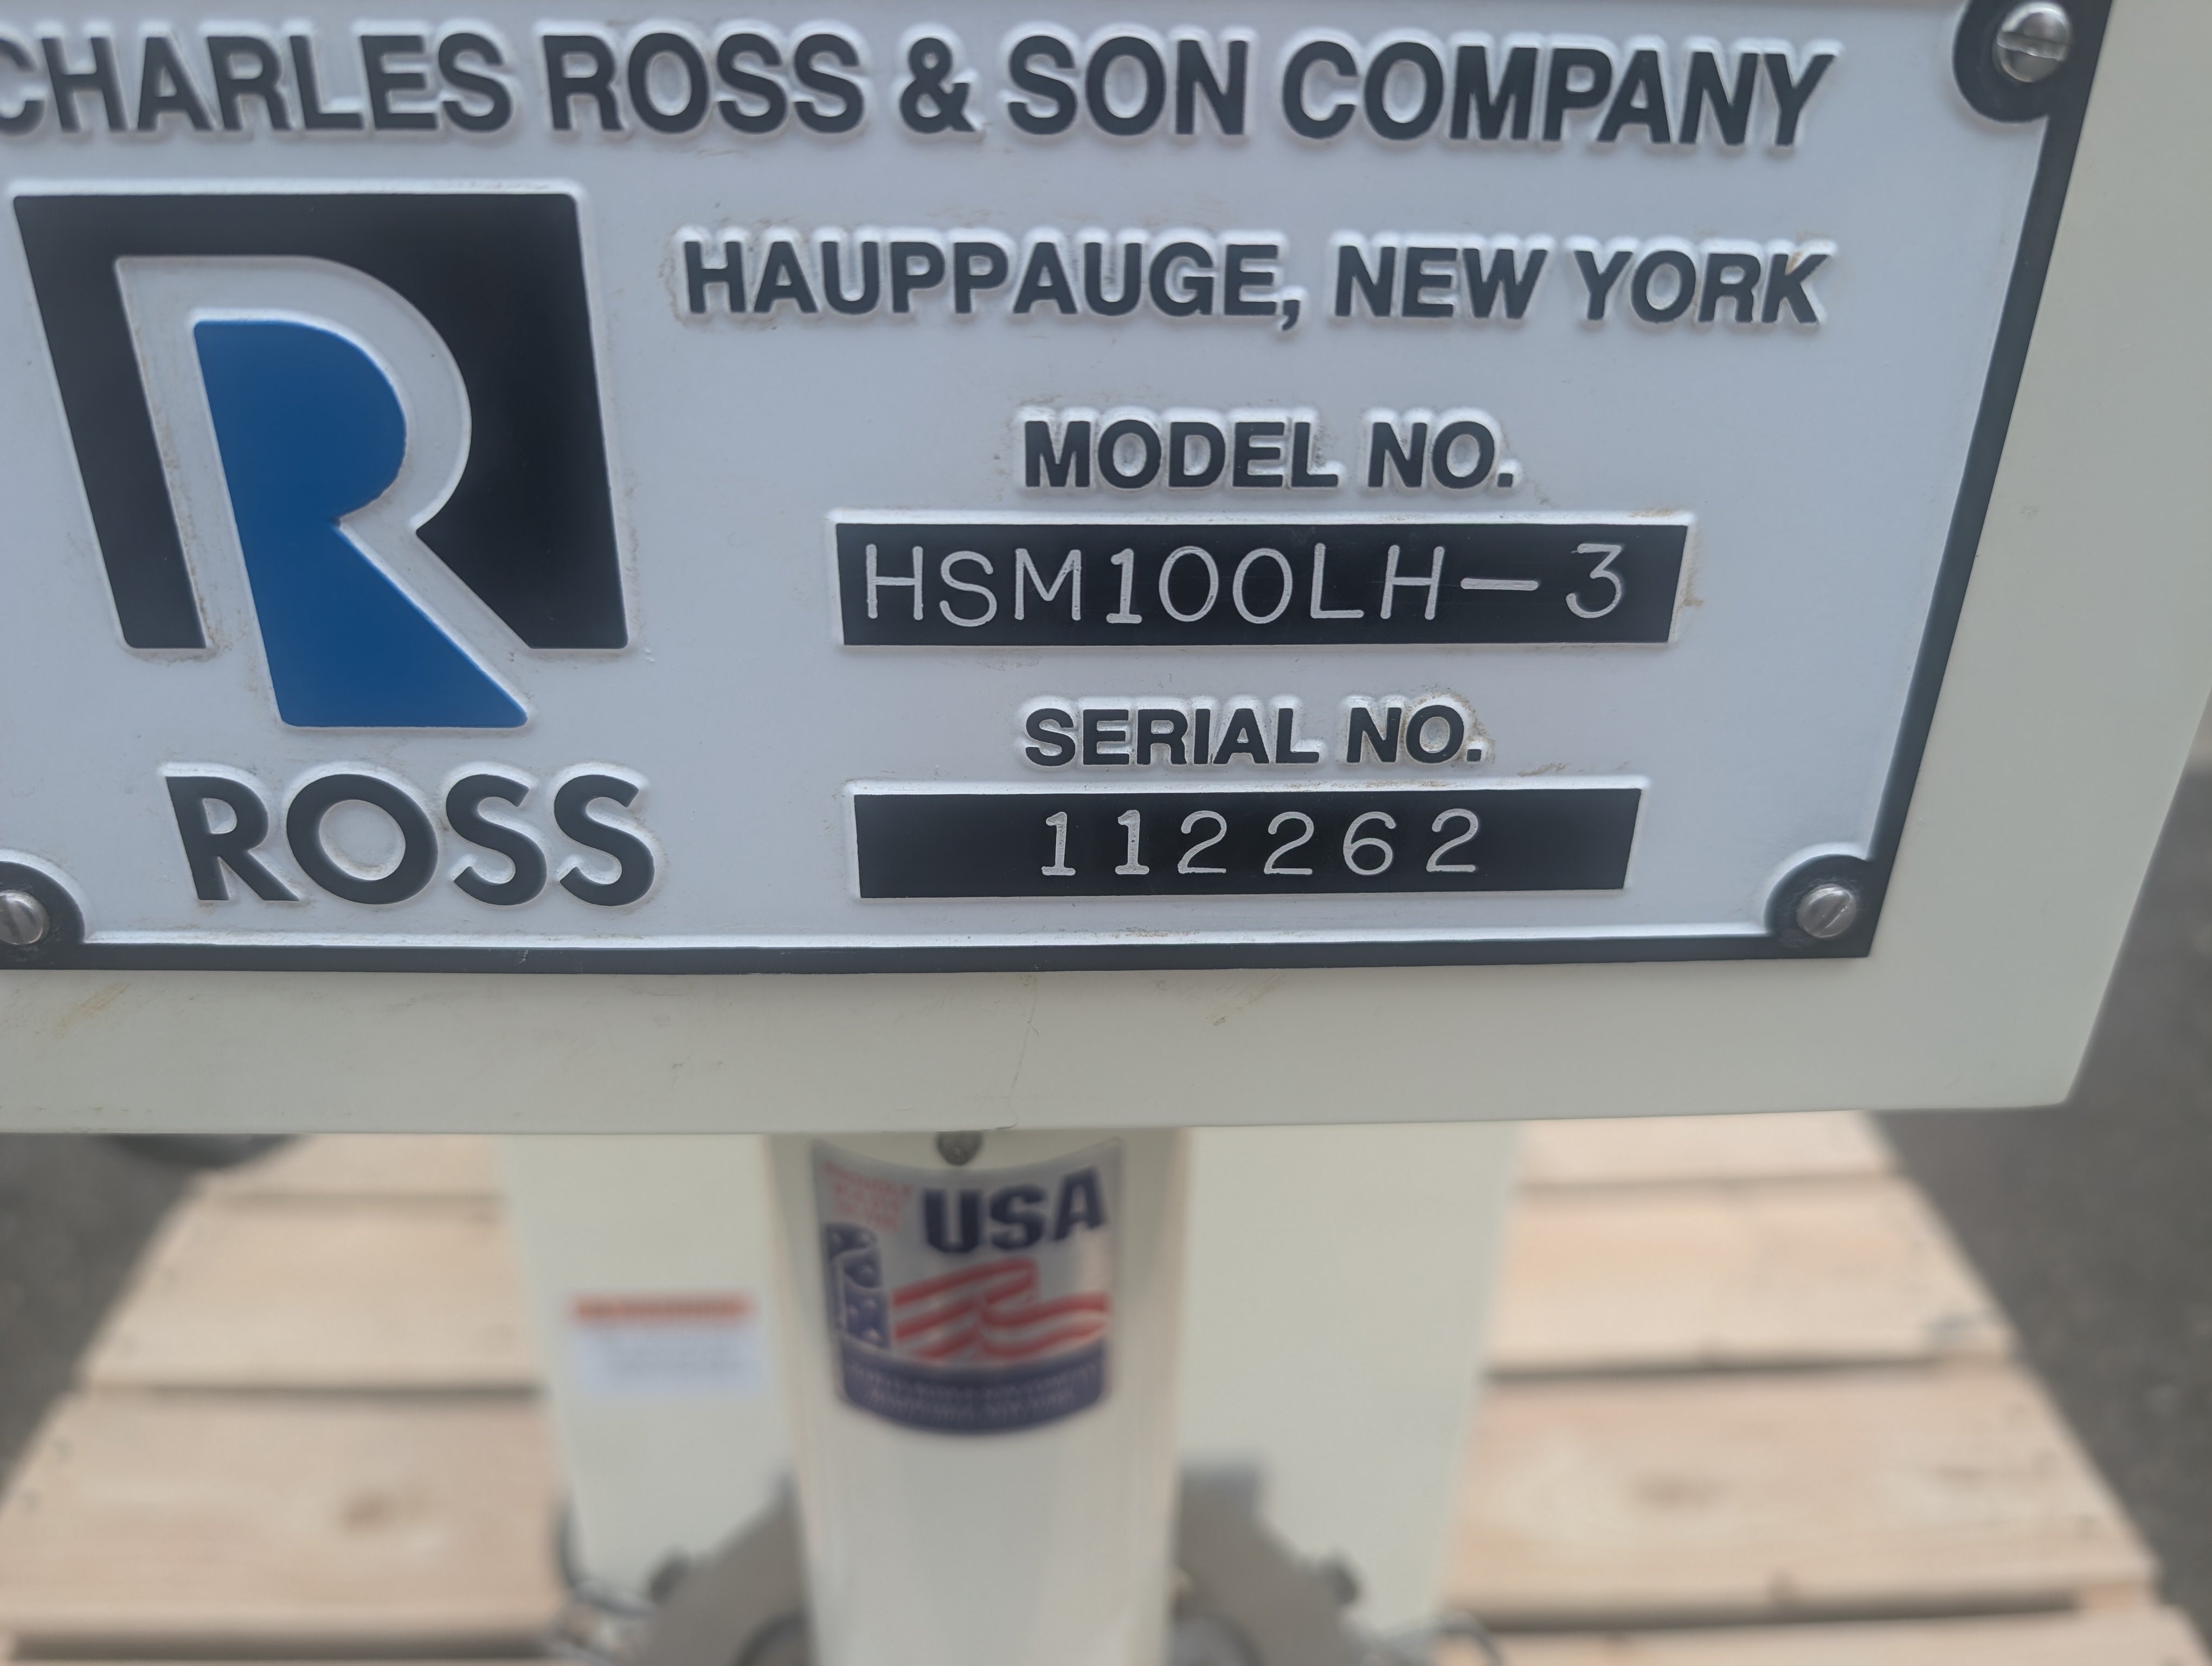 CHARLES ROSS & SON COMPANY
HAUPPAUGE, NEW YORK
MODEL NO.
HSM100LH-3
SERIAL NO.
112262
R
ROSS
USA